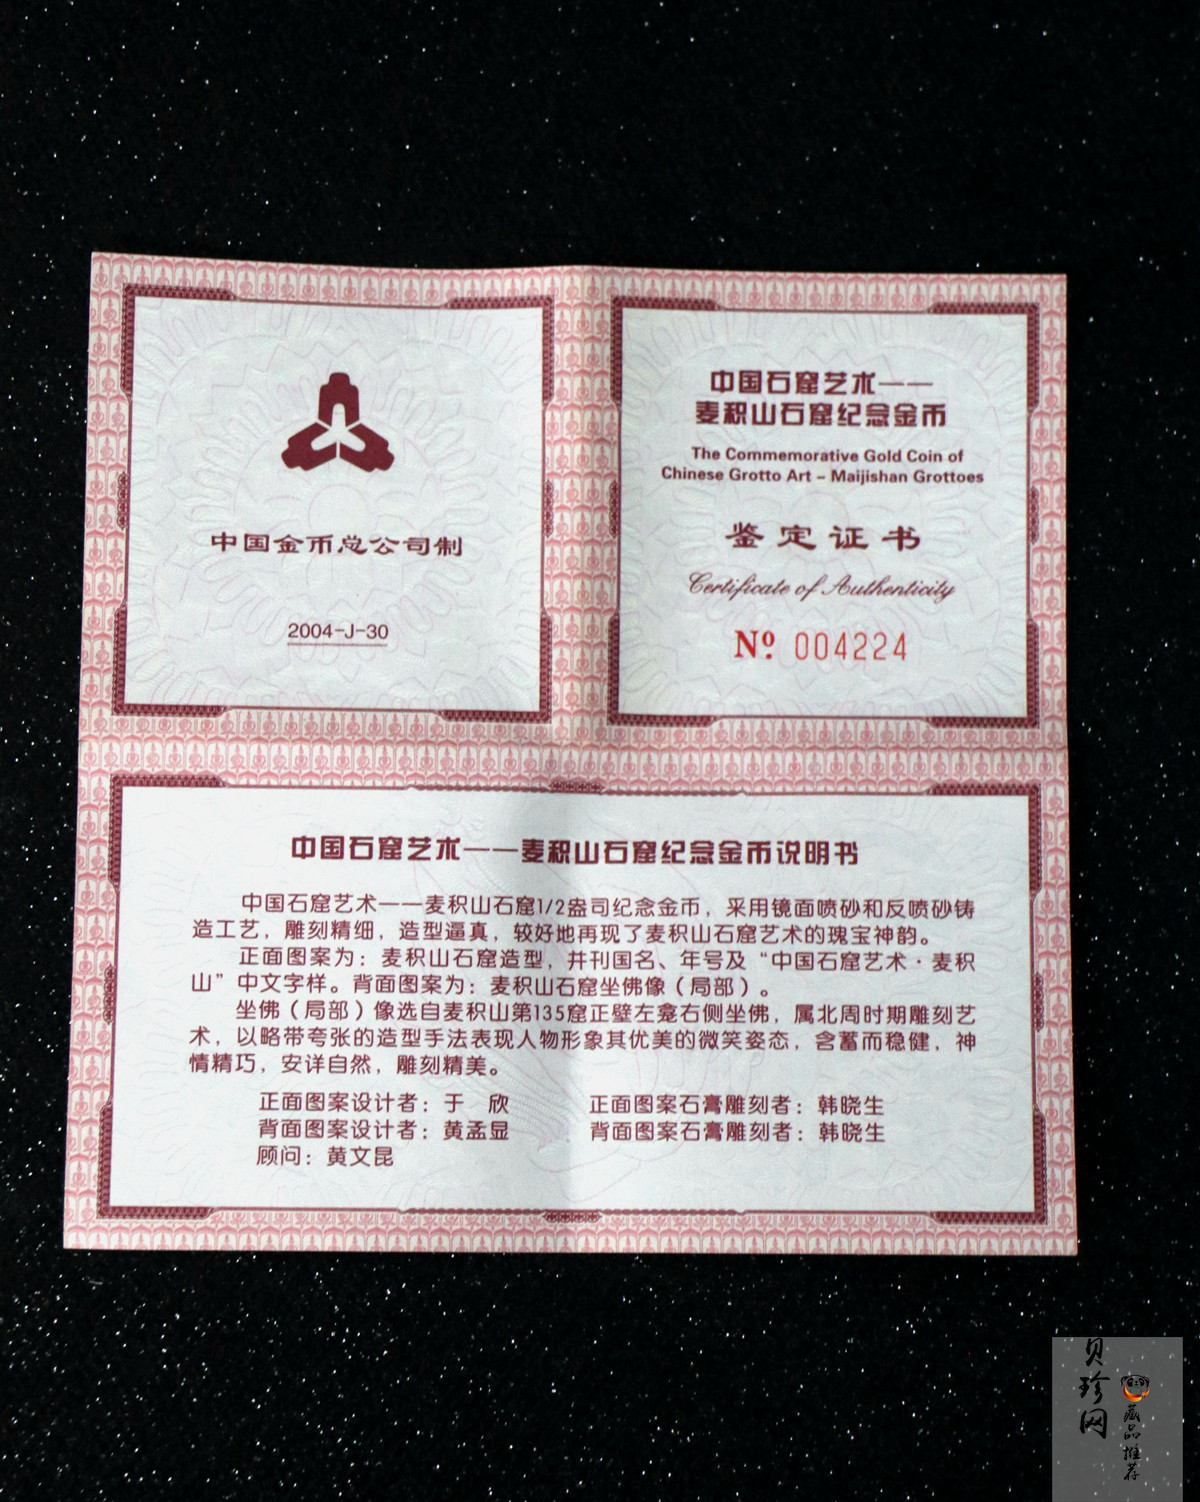 中国金币总公司制
2004-J-30
中国石窟艺术——
麦积山石窟纪念金币
The Commemorative Gold Coin of
Chinese Grotto Art – Maijishan Grottoes
鉴定证书
Certificate of Authenticity
Nº 004224
中国石窟艺术——麦积山石窟纪念金币说明书
中国石窟艺术——麦积山石窟1/2盎司纪念金币，采用镜面喷砂和反喷砂铸
造工艺，雕刻精细，造型逼真，较好地再现了麦积山石窟艺术的瑰宝神韵。
正面图案为：麦积山石窟造型，并刊国名、年号及“中国石窟艺术·麦积
山”中文字样。背面图案为：麦积山石窟坐佛像（局部）。
坐佛（局部）像选自麦积山第135窟正壁左龛右侧坐佛，属北周时期雕刻艺
术，以略带夸张的造型手法表现人物形象其优美的微笑姿态，含蓄而稳健，神
情精巧，安详自然，雕刻精美。
正面图案设计者：于　欣　　正面图案石膏雕刻者：韩晓生
背面图案设计者：黄孟显　　背面图案石膏雕刻者：韩晓生
顾问：黄文昆
贝珍网
藏品推荐